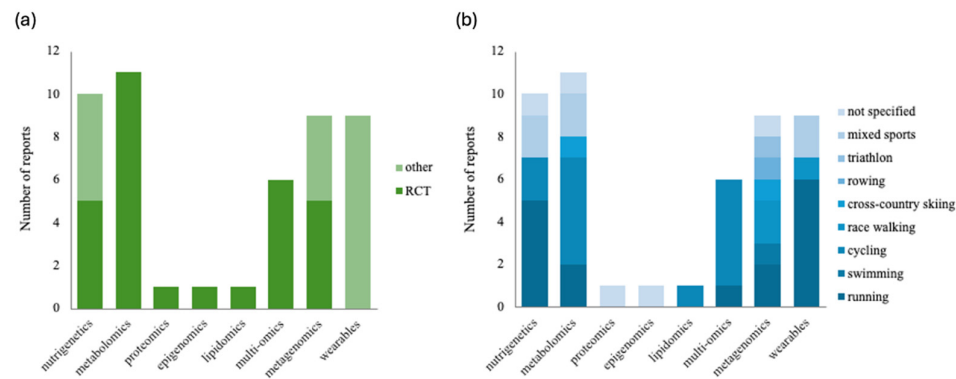 (a)
Number of reports
12
10
8
6
4
2
0
nutrigenetics
metabolomics
proteomics
epigenomics
lipidomics
multi-omics
metagenomics
wearables
other
RCT
(b)
Number of reports
12
10
8
6
4
2
0
nutrigenetics
metabolomics
proteomics
epigenomics
lipidomics
multi-omics
metagenomics
wearables
not specified
mixed sports
triathlon
rowing
cross-country skiing
race walking
cycling
swimming
running